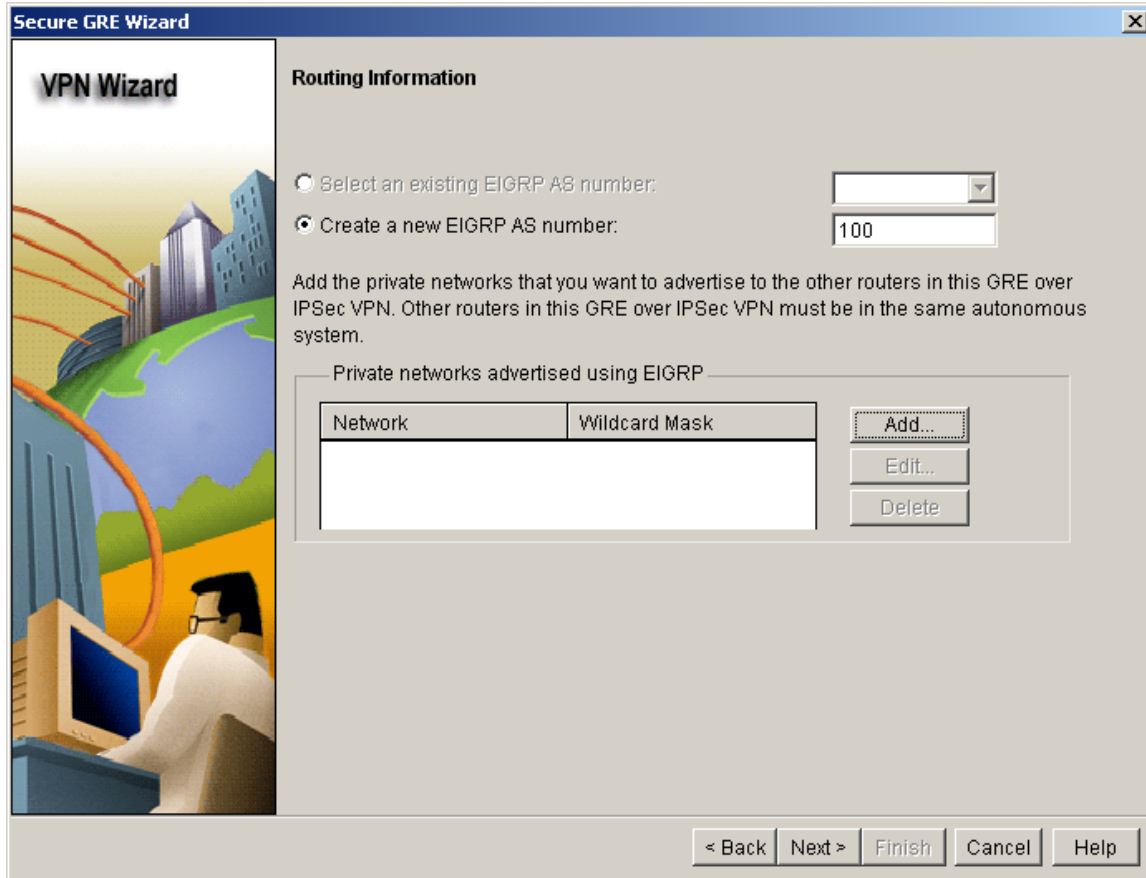 Secure GRE Wizard
VPN Wizard
Routing Information
Select an existing EIGRP AS number:
Create a new EIGRP AS number:
100
Add the private networks that you want to advertise to the other routers in this GRE over
IPSec VPN. Other routers in this GRE over IPSec VPN must be in the same autonomous
system.
Private networks advertised using EIGRP
Network Wildcard Mask
Add...
Edit...
Delete
< Back Next > Finish Cancel Help